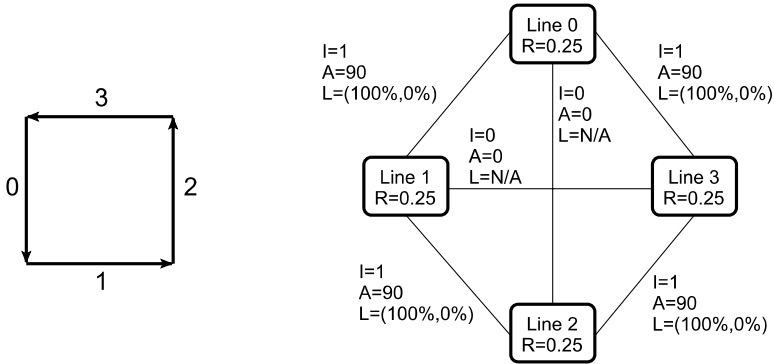 3
0
2
1
Line 0
R=0.25
I=1
A=90
L=(100%,0%)
I=1
A=90
L=(100%,0%)
I=0
A=0
L=N/A
I=0
A=0
L=N/A
Line 1
R=0.25
Line 3
R=0.25
I=1
A=90
L=(100%,0%)
I=1
A=90
L=(100%,0%)
Line 2
R=0.25